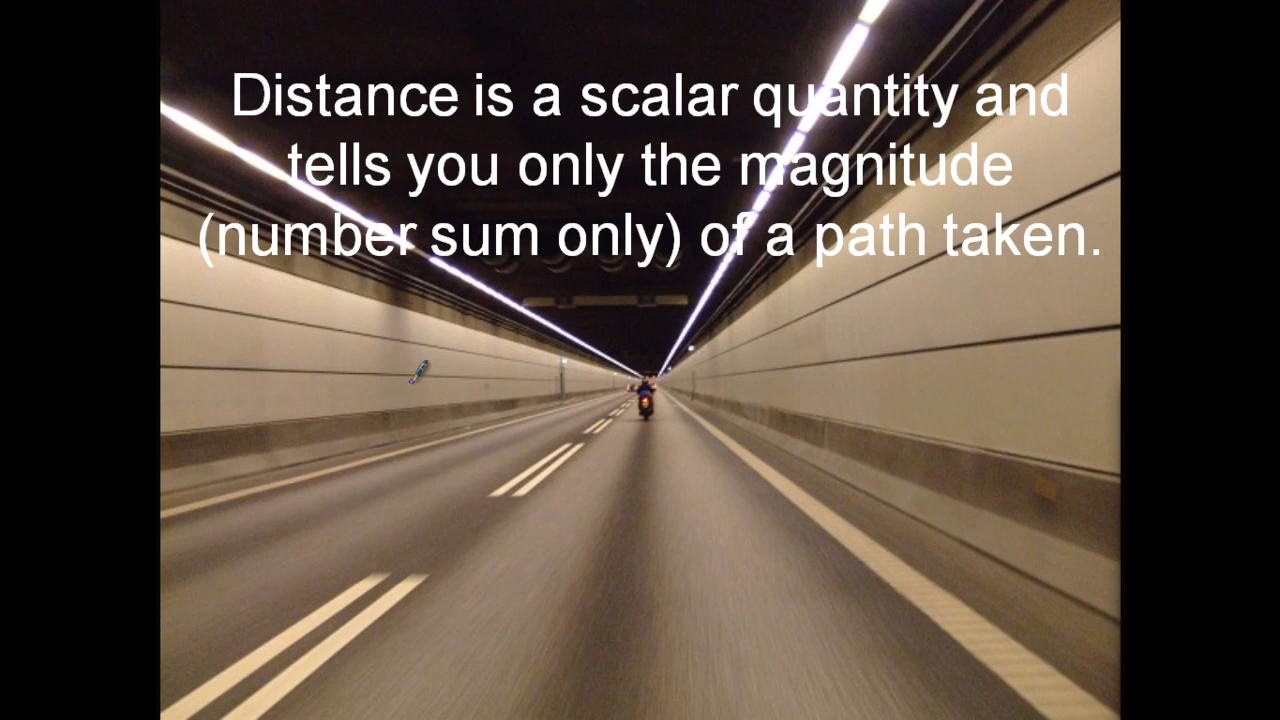 Distance is a scalar quantity and
tells you only the magnitude
(number sum only) of a path taken.